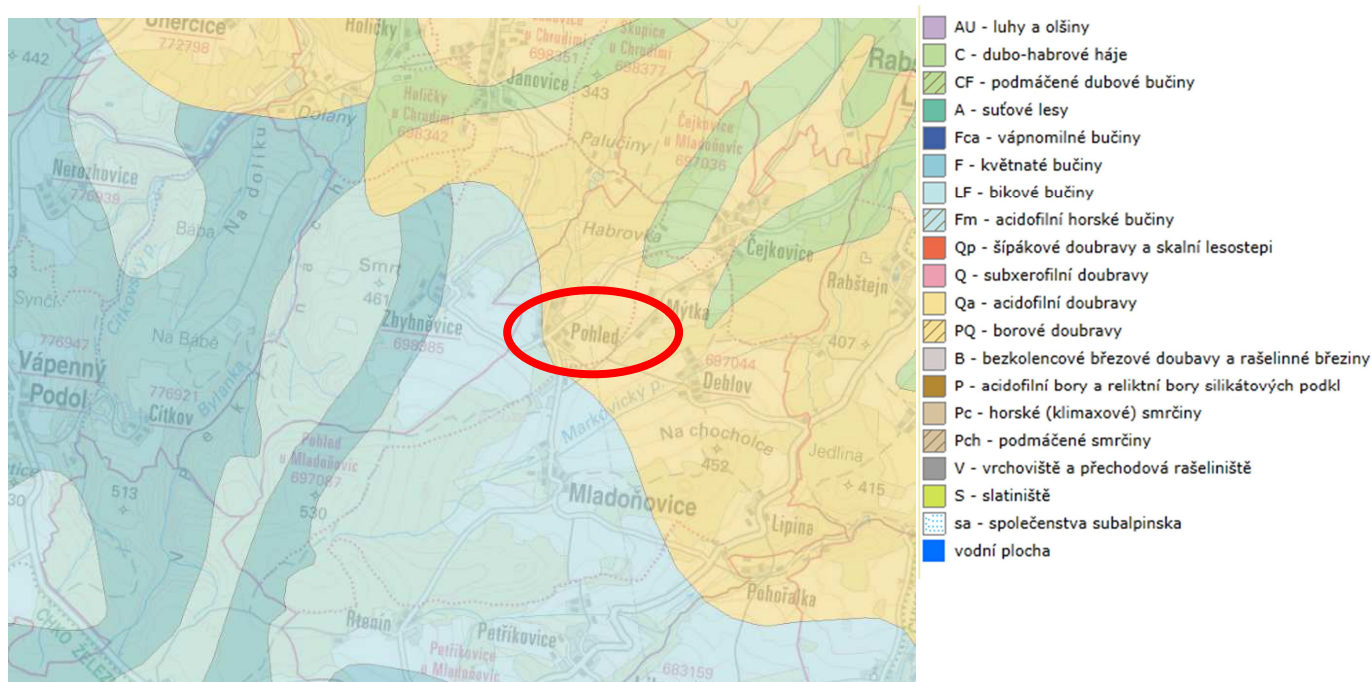 Holičky
772798
698351
Skupice
u Chrudimi
698377
442
Janovice
343
Holičky
u Chrudimi
698342
Dolany
Palučiny
Čejkovice
u Mladoňovic
697036
Nerozhovice
776939
Na dolíku
Bába
Citkovský p.
Habrovka
Čejkovice
Rabštejn
Smrt
461
Zbyhněvice
698385
Synčí
Na Bábě
Mýtka
Pohled
407
776947
Vápenný
Podol
776921
Citkov
Bylanka
697044
Deblov
Markovický p.
Pohled
u Mladoňovic
697087
Na chocholce
452
Jedlina
415
513
530
Mladoňovice
Lipina
Pohořalka
Rtenín
Petříkovice
Petříkovice
u Mladoňovic
683159
AU - luhy a olšiny
C - dubo-habrové háje
CF - podmáčené dubové bučiny
A - suťové lesy
Fca - vápnomilné bučiny
F - květnaté bučiny
LF - bikové bučiny
Fm - acidofilní horské bučiny
Qp - šípákové doubravy a skalní lesostepi
Q - subxerofilní doubravy
Qa - acidofilní doubravy
PQ - borové doubravy
B - bezkolencové březové doubavy a rašelinné březiny
P - acidofilní bory a reliktní bory silikátových podkl
Pc - horské (klimaxové) smrčiny
Pch - podmáčené smrčiny
V - vrchoviště a přechodová rašeliniště
S - slatiniště
sa - společenstva subalpinska
vodní plocha